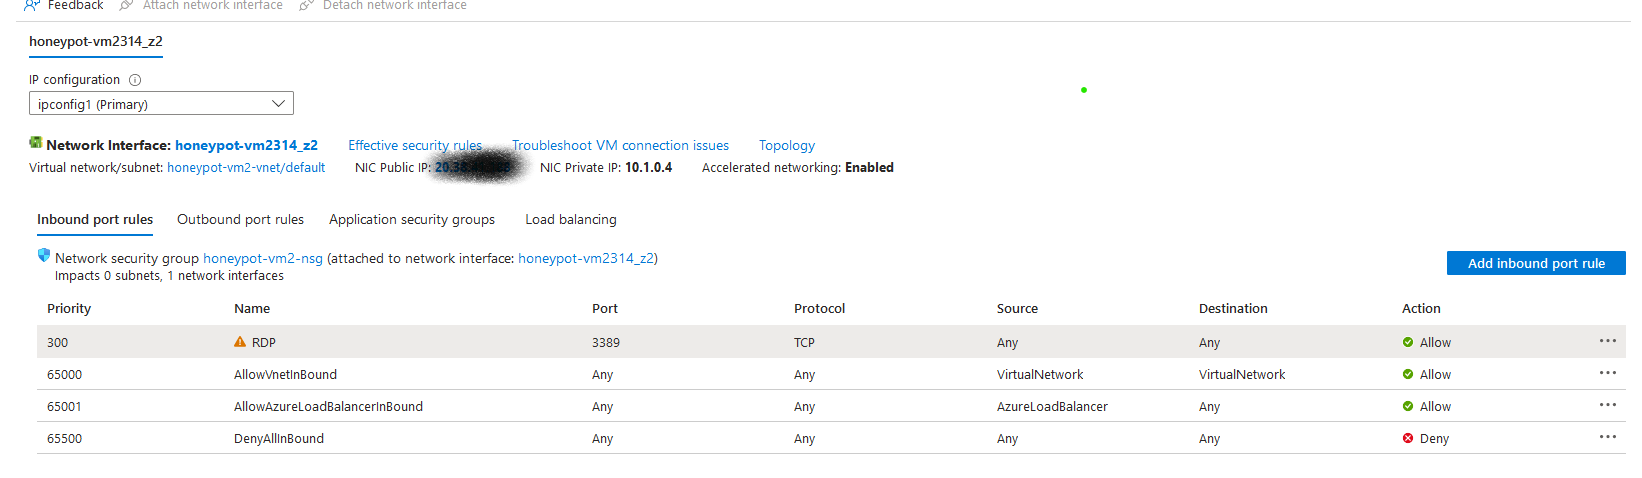 Feedback Attach network interface Detach network interface
honeypot-vm2314_z2
IP configuration
ipconfig1 (Primary)
Network Interface: honeypot-vm2314_z2 Effective security rules Troubleshoot VM connection issues Topology
Virtual network/subnet: honeypot-vm2-vnet/default NIC Public IP: NIC Private IP: 10.1.0.4 Accelerated networking: Enabled
Inbound port rules Outbound port rules Application security groups Load balancing
Network security group honeypot-vm2-nsg (attached to network interface: honeypot-vm2314_z2)
Impacts 0 subnets, 1 network interfaces
Add inbound port rule
Priority Name Port Protocol Source Destination Action
300 RDP 3389 TCP Any Any Allow
65000 AllowVnetInBound Any Any VirtualNetwork VirtualNetwork Allow
65001 AllowAzureLoadBalancerInBound Any Any AzureLoadBalancer Any Allow
65500 DenyAllInBound Any Any Any Any Deny